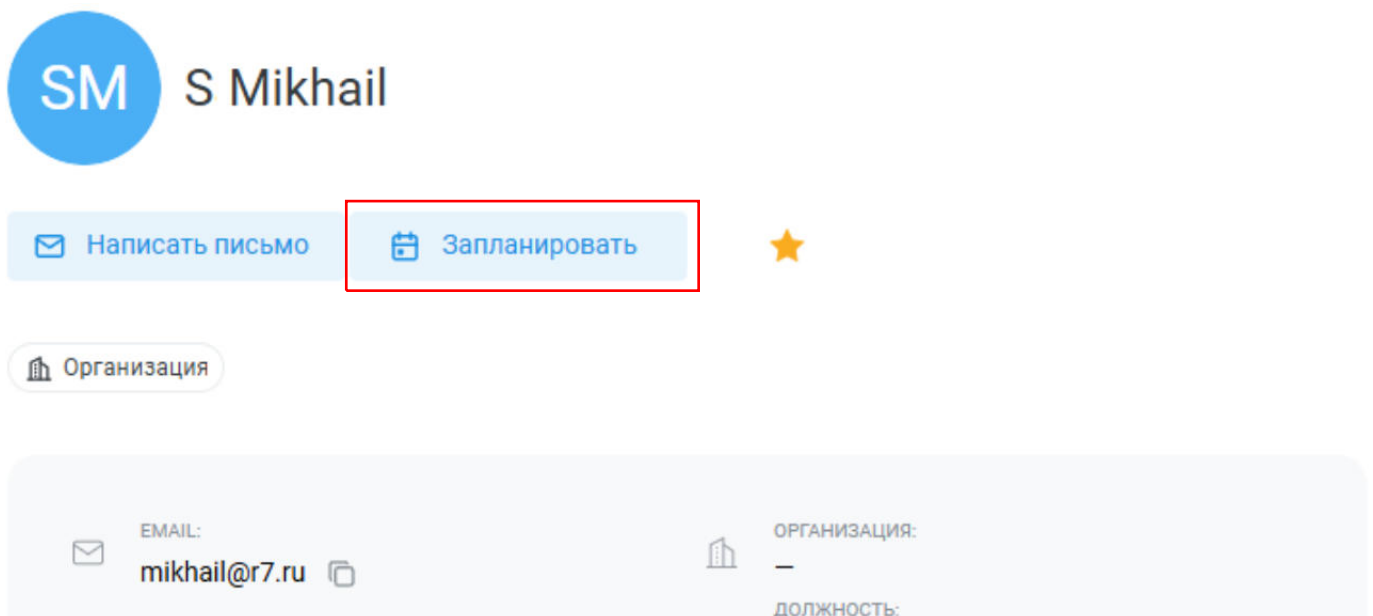 SM
S Mikhail
Написать письмо
Запланировать
Организация
EMAIL:
mikhail@r7.ru
ОРГАНИЗАЦИЯ:
—
ДОЛЖНОСТЬ: